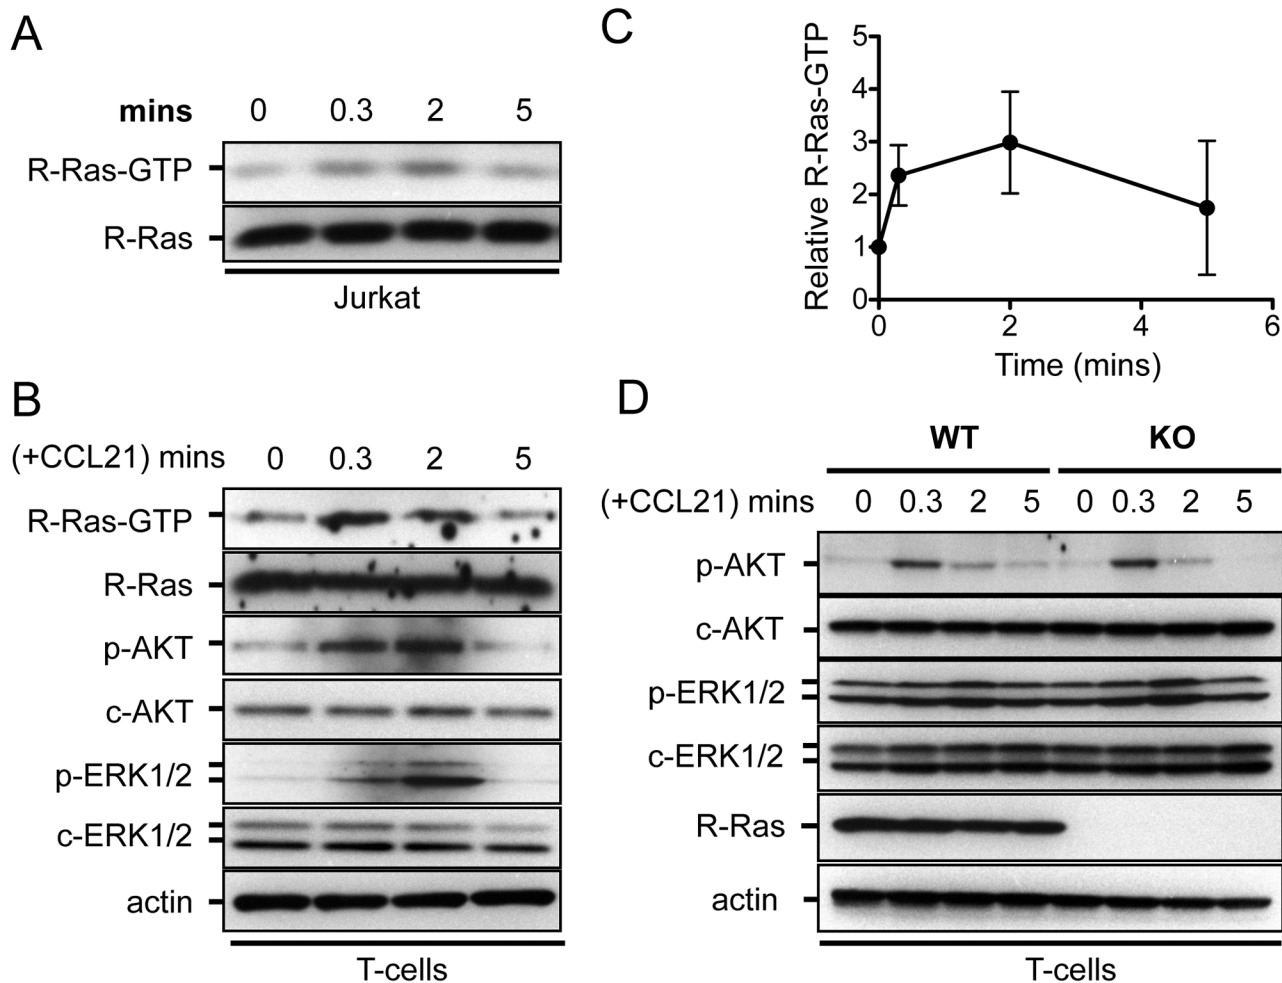 A
mins 0 0.3 2 5
R-Ras-GTP
R-Ras
Jurkat
B
(+CCL21) mins 0 0.3 2 5
R-Ras-GTP
R-Ras
p-AKT
c-AKT
p-ERK1/2
c-ERK1/2
actin
T-cells
C
Relative R-Ras-GTP
5
4
3
2
1
0
0 2 4 6
Time (mins)
D
WT KO
(+CCL21) mins 0 0.3 2 5 0 0.3 2 5
p-AKT
c-AKT
p-ERK1/2
c-ERK1/2
R-Ras
actin
T-cells